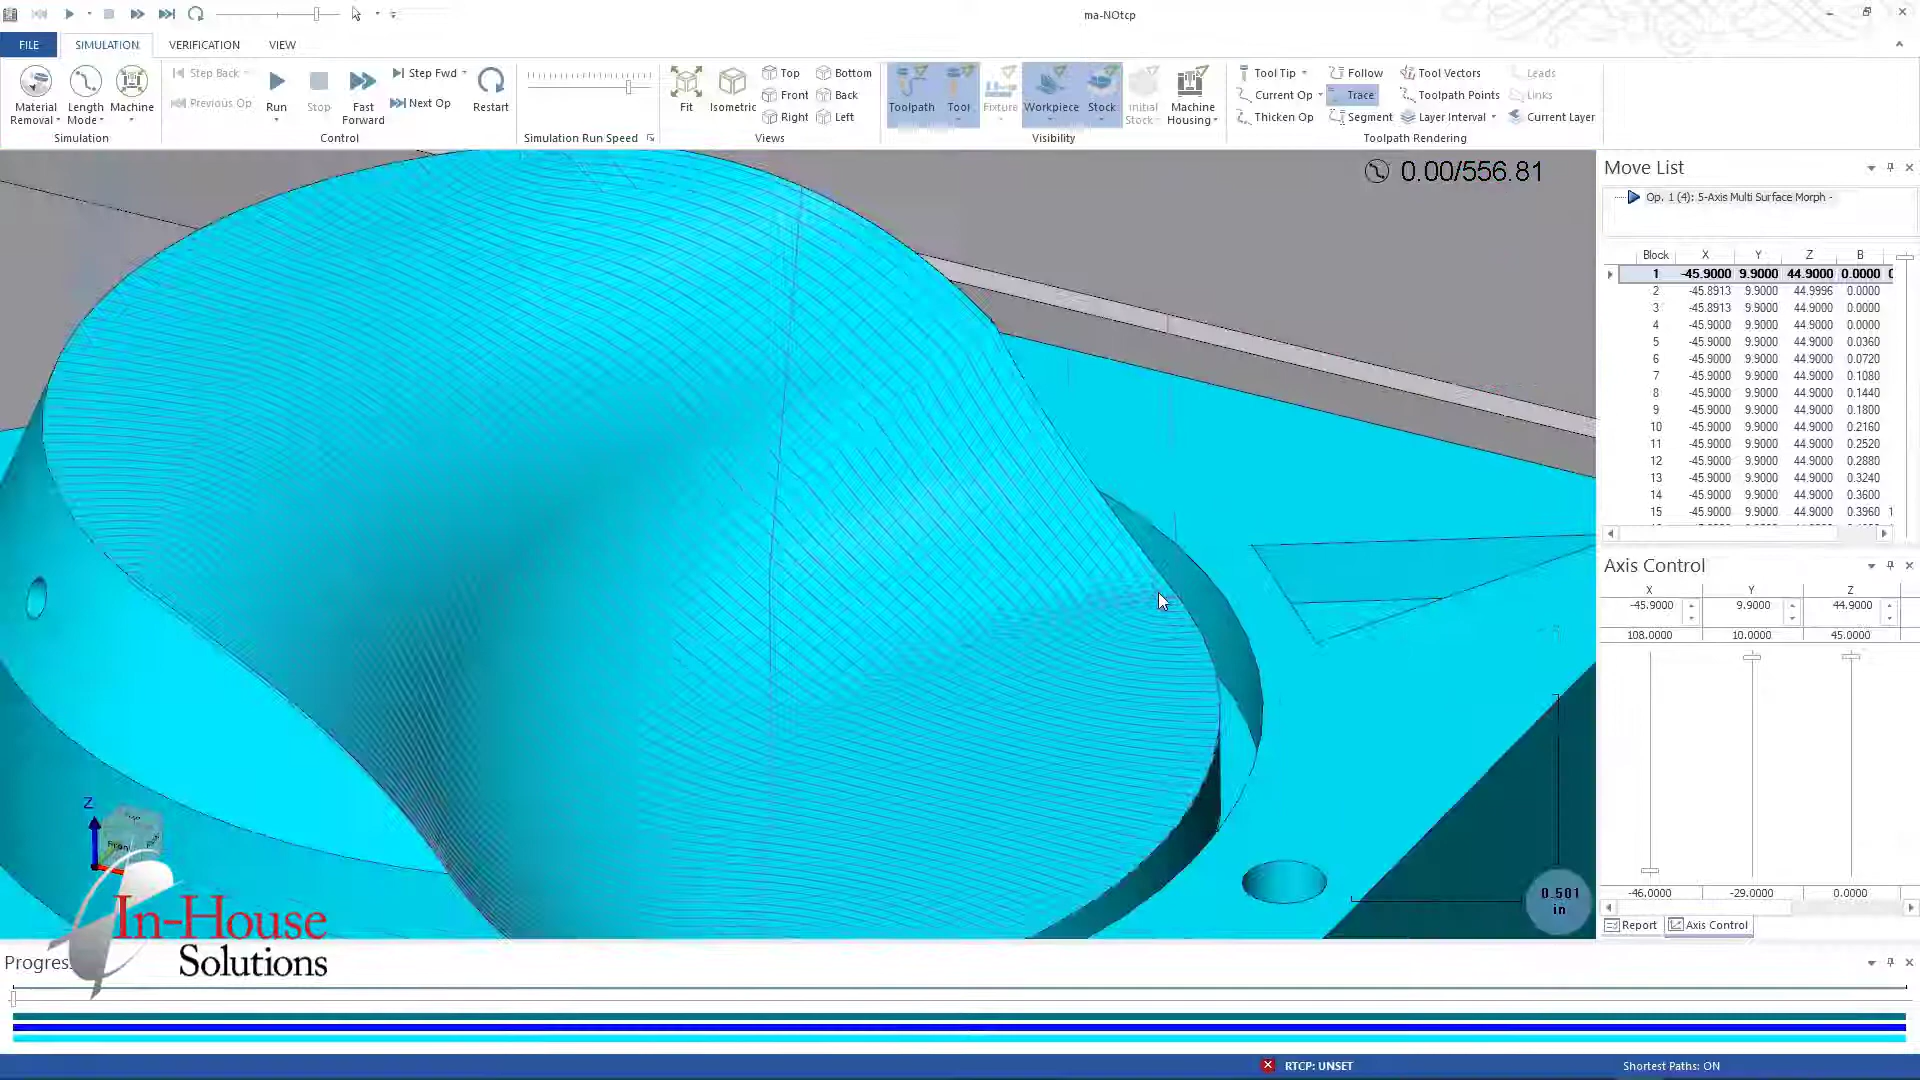 ma-NOtcp
FILE SIMULATION VERIFICATION VIEW
Material Removal
Length Mode
Machine
Simulation
Step Back
Previous Op
Run
Stop
Fast Forward
Step Fwd
Next Op
Restart
Control
Simulation Run Speed
Fit
Isometric
Top
Front
Right
Bottom
Back
Left
Views
Toolpath
Tool
Fixture
Workpiece
Stock
Initial Stock
Machine Housing
Visibility
Tool Tip
Current Op
Thicken Op
Follow
Trace
Segment
Tool Vectors
Toolpath Points
Layer Interval
Leads
Links
Current Layer
Toolpath Rendering
0.00/556.81
Move List
Op. 1 (4): 5-Axis Multi Surface Morph -
Block X Y Z B
1 -45.9000 9.9000 44.9000 0.0000
2 -45.8913 9.9000 44.9996 0.0000
3 -45.8913 9.9000 44.9000 0.0000
4 -45.9000 9.9000 44.9000 0.0000
5 -45.9000 9.9000 44.9000 0.0360
6 -45.9000 9.9000 44.9000 0.0720
7 -45.9000 9.9000 44.9000 0.1080
8 -45.9000 9.9000 44.9000 0.1440
9 -45.9000 9.9000 44.9000 0.1800
10 -45.9000 9.9000 44.9000 0.2160
11 -45.9000 9.9000 44.9000 0.2520
12 -45.9000 9.9000 44.9000 0.2880
13 -45.9000 9.9000 44.9000 0.3240
14 -45.9000 9.9000 44.9000 0.3600
15 -45.9000 9.9000 44.9000 0.3960 1
Axis Control
X Y Z
-45.9000 9.9000 44.9000
108.0000 10.0000 45.0000
-46.0000 -29.0000 0.0000
Report Axis Control
Z
0.501
in
In-House
Solutions
Progres
RTCP: UNSET
Shortest Paths: ON